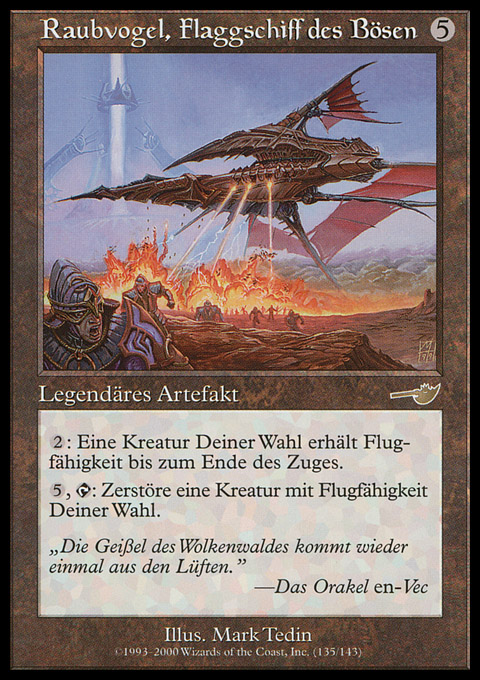 Raubvogel, Flaggschiff des Bösen 5
Legendäres Artefakt
2: Eine Kreatur Deiner Wahl erhält Flug-
fähigkeit bis zum Ende des Zuges.
5, : Zerstöre eine Kreatur mit Flugfähigkeit
Deiner Wahl.
„Die Geißel des Wolkenwaldes kommt wieder
einmal aus den Lüften.”
—Das Orakel en-Vec
Illus. Mark Tedin
©1993–2000 Wizards of the Coast, Inc. (135/143)